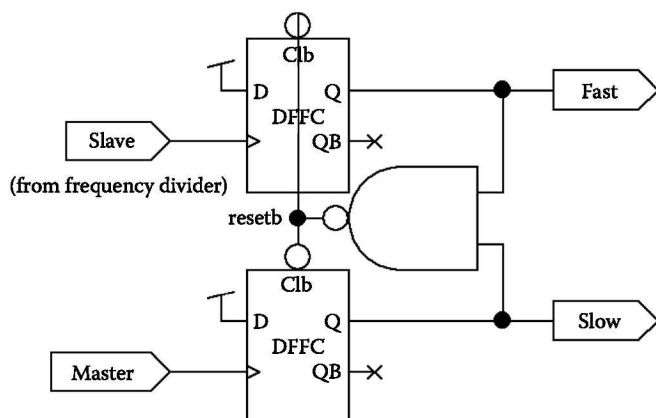 Clb
D
Q
Fast
DFFC
Slave
QB
(from frequency divider)
resetb
Clb
D
Q
Slow
DFFC
Master
QB